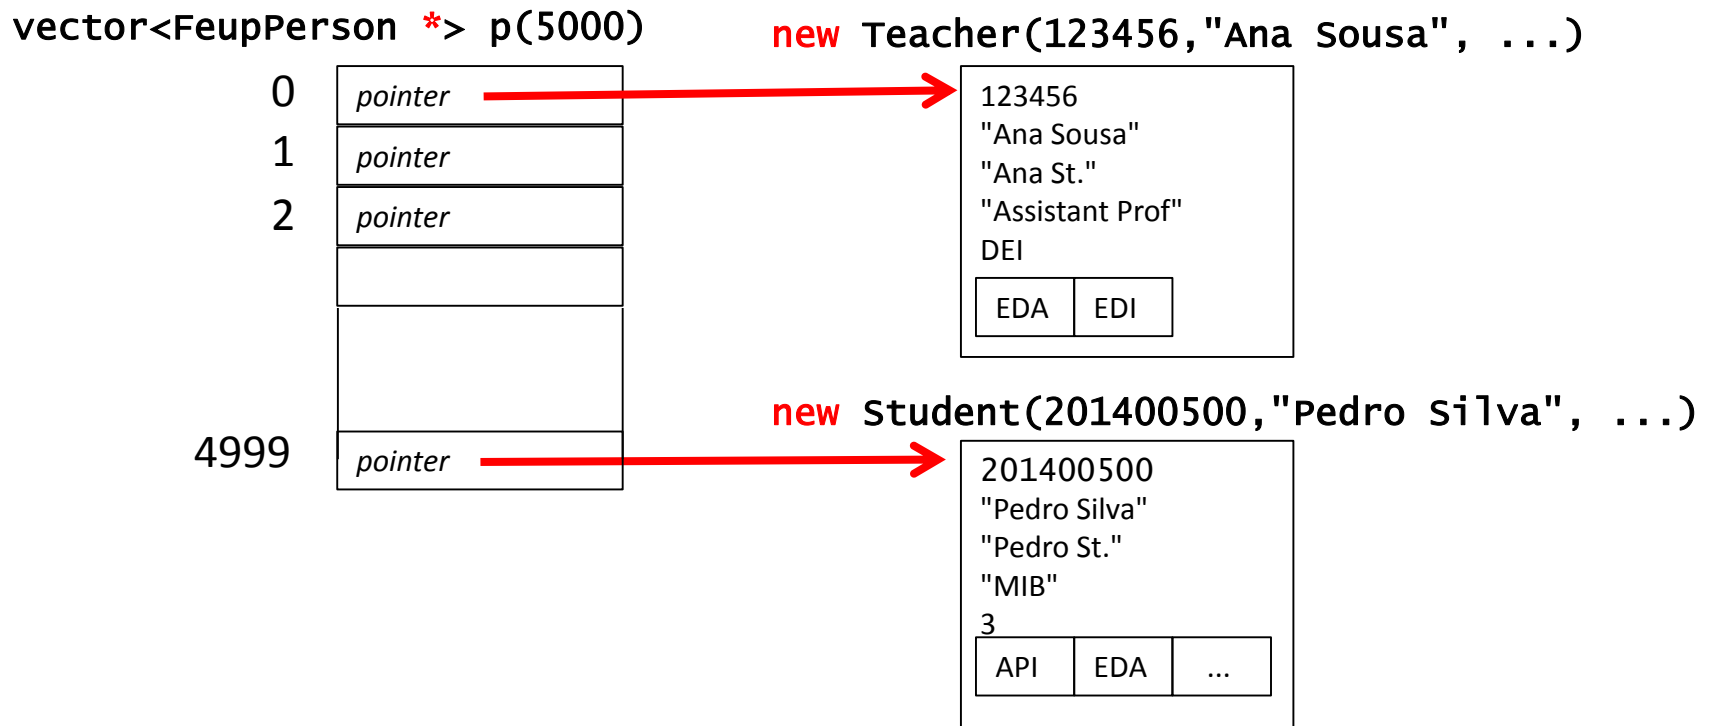 vector<FeupPerson *> p(5000)
0 pointer
1 pointer
2 pointer
4999 pointer
new Teacher(123456,"Ana Sousa", ...)
123456
"Ana Sousa"
"Ana St."
"Assistant Prof"
DEI
EDA EDI
new Student(201400500,"Pedro Silva", ...)
201400500
"Pedro Silva"
"Pedro St."
"MIB"
3
API EDA ...